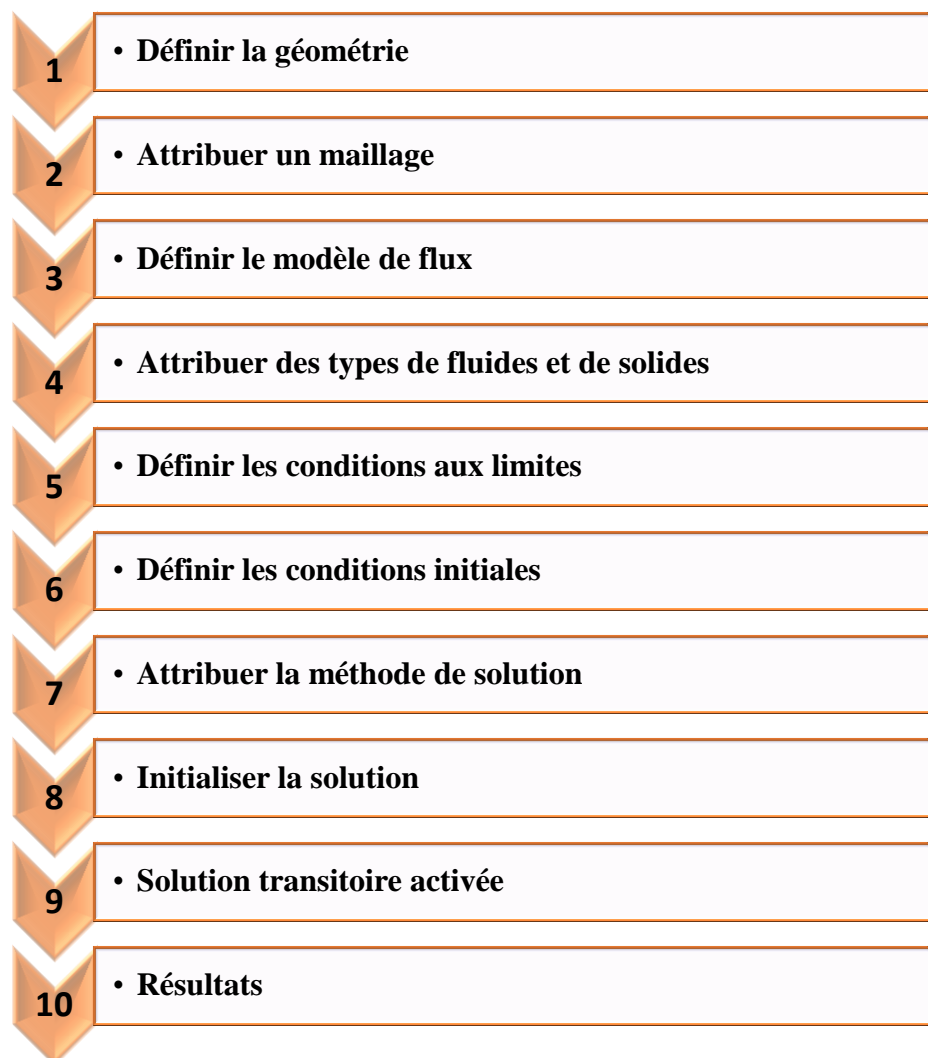 1 • Définir la géométrie
2 • Attribuer un maillage
3 • Définir le modèle de flux
4 • Attribuer des types de fluides et de solides
5 • Définir les conditions aux limites
6 • Définir les conditions initiales
7 • Attribuer la méthode de solution
8 • Initialiser la solution
9 • Solution transitoire activée
10 • Résultats